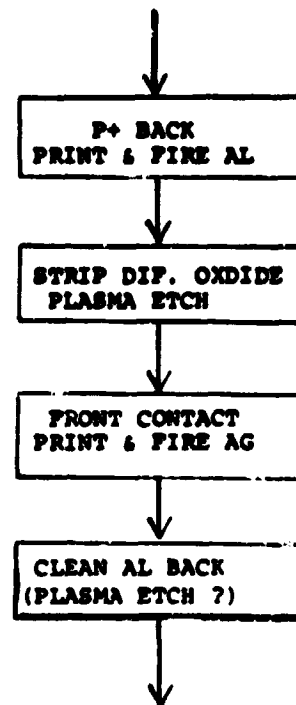 P+ BACK
PRINT & FIRE AL
STRIP DIF. OXDIDE
PLASMA ETCH
FRONT CONTACT
PRINT & FIRE AG
CLEAN AL BACK
(PLASMA ETCH ?)